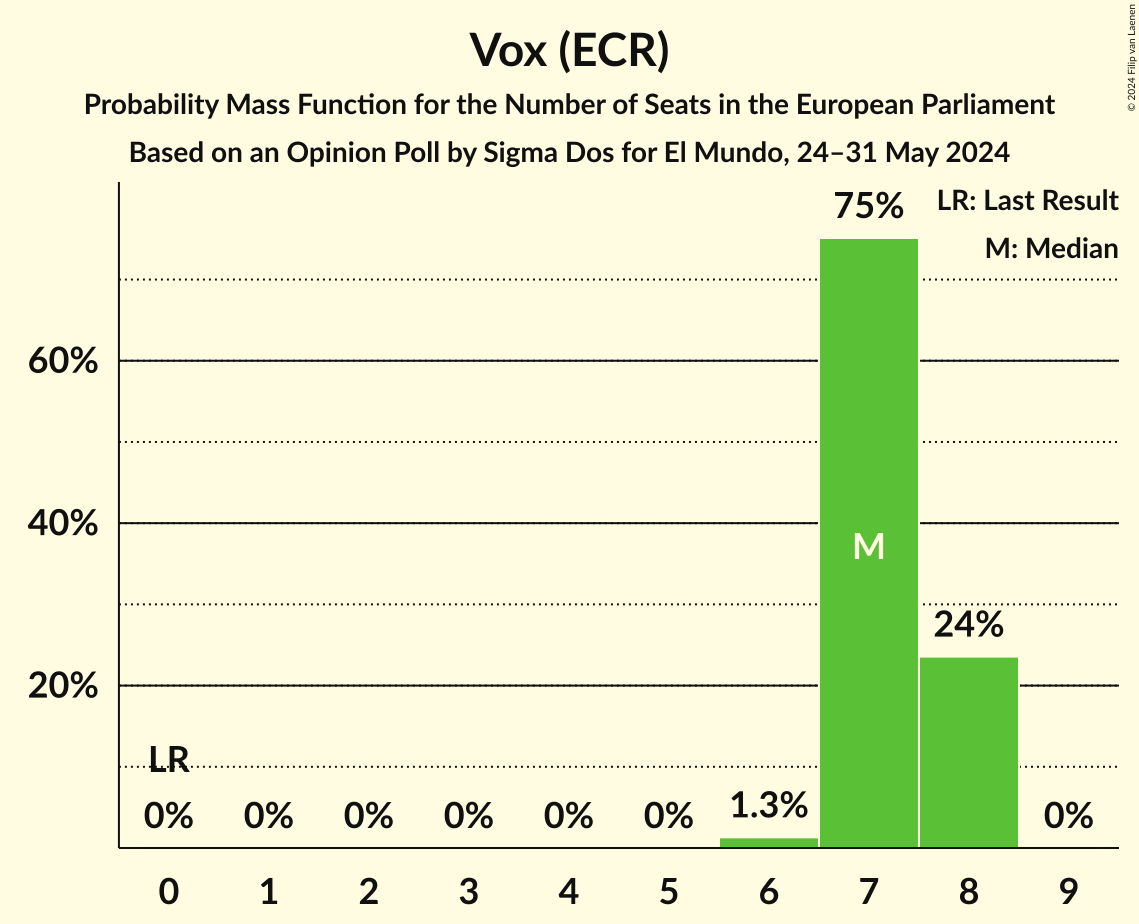 Vox (ECR)
Probability Mass Function for the Number of Seats in the European Parliament
Based on an Opinion Poll by Sigma Dos for El Mundo, 24–31 May 2024
© 2024 Filip van Laenen
LR: Last Result
M: Median
75%
60%
40%
20%
M
24%
LR
0%
0%
0%
0%
0%
0%
1.3%
0%
0
1
2
3
4
5
6
7
8
9